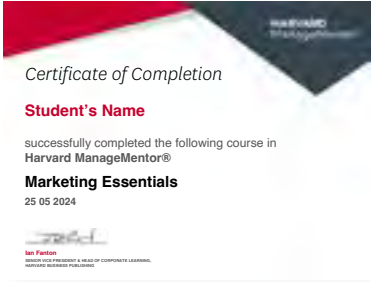 HARVARD
ManageMentor®
Certificate of Completion
Student's Name
successfully completed the following course in
Harvard ManageMentor®
Marketing Essentials
25 05 2024
Ian Fanton
SENIOR VICE PRESIDENT & HEAD OF CORPORATE LEARNING,
HARVARD BUSINESS PUBLISHING